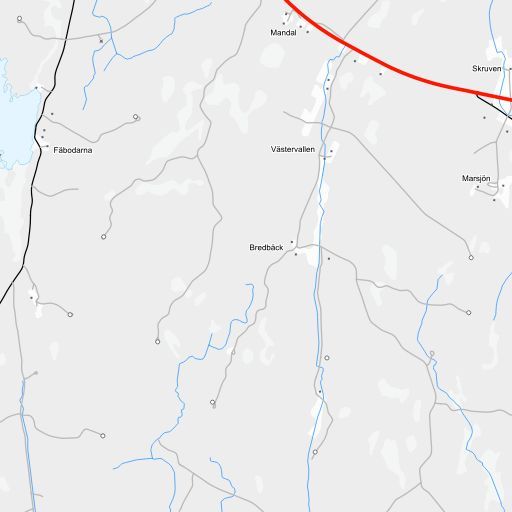 Mandal
Skruven
Fäbodarna
Västervallen
Marsjön
Bredbäck